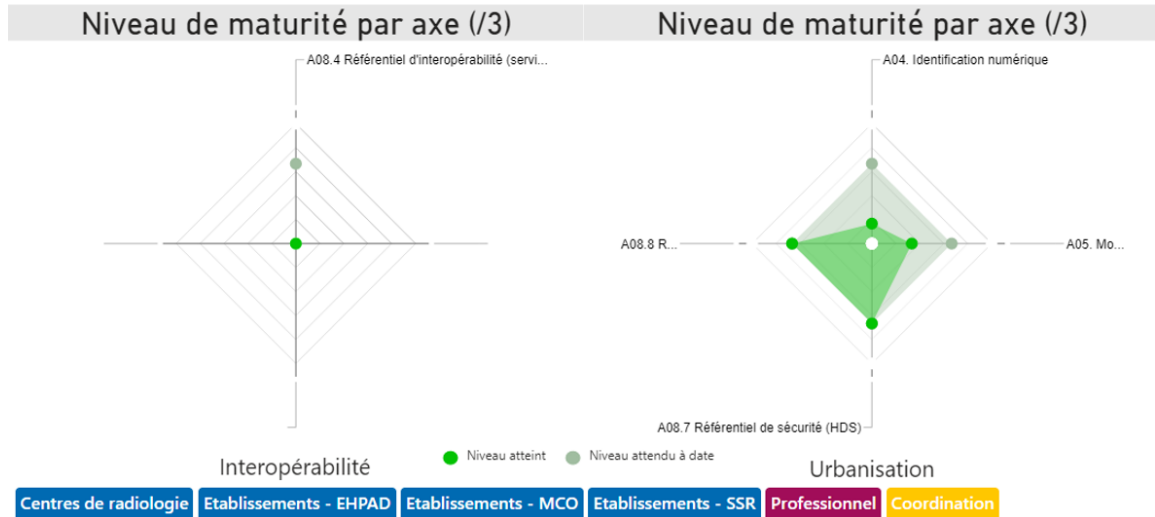 Niveau de maturité par axe (/3)
Niveau de maturité par axe (/3)
A08.4 Référentiel d'interopérabilité (servi...
A04. Identification numérique
A08.8 R...
A05. Mo...
A08.7 Référentiel de sécurité (HDS)
Niveau atteint
Niveau attendu à date
Interopérabilité
Urbanisation
Centres de radiologie
Etablissements - EHPAD
Etablissements - MCO
Etablissements - SSR
Professionnel
Coordination